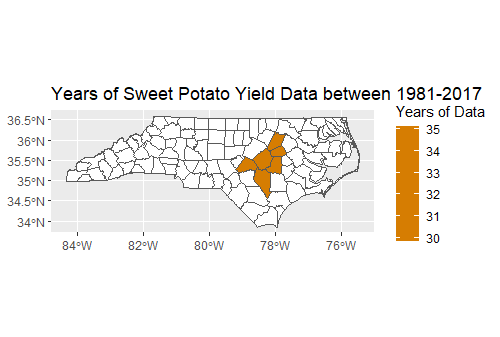 Years of Sweet Potato Yield Data between 1981-2017
Years of Data
36.5°N
36°N
35.5°N
35°N
34.5°N
34°N
84°W
82°W
80°W
78°W
76°W
35
34
33
32
31
30